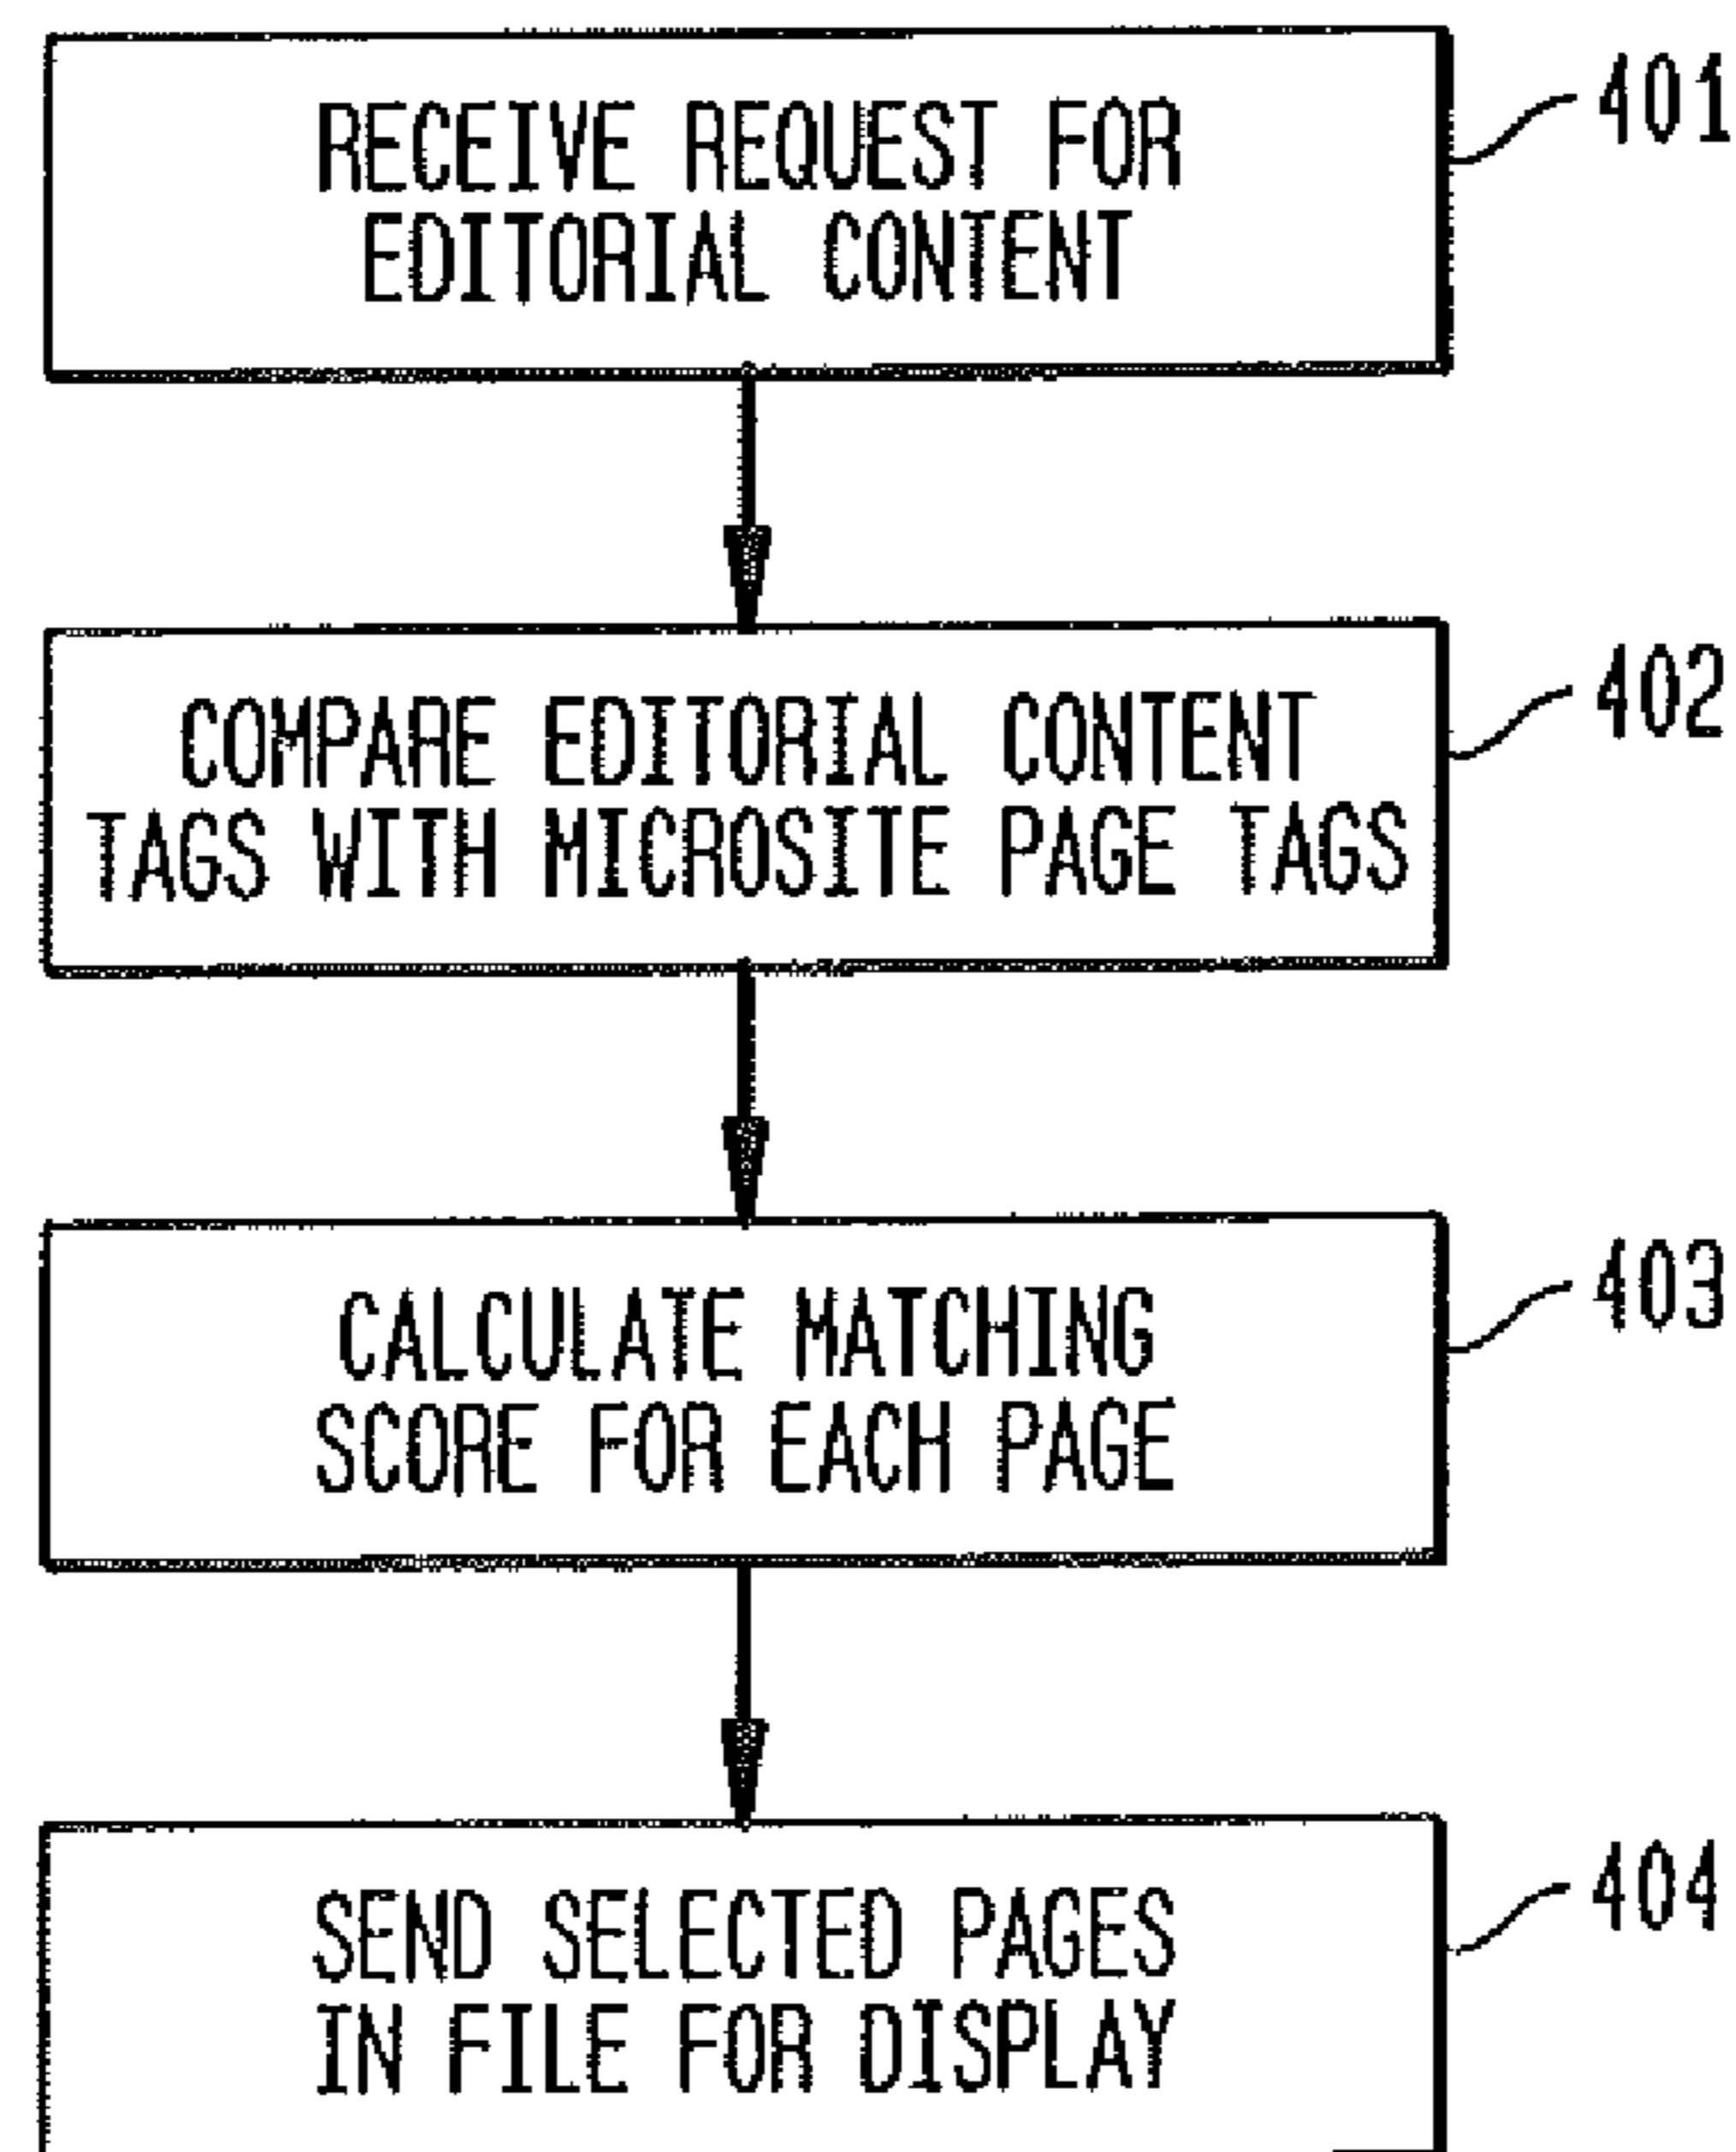 RECEIVE REQUEST FOR
EDITORIAL CONTENT
401
COMPARE EDITORIAL CONTENT
TAGS WITH MICROSITE PAGE TAGS
402
CALCULATE MATCHING
SCORE FOR EACH PAGE
403
SEND SELECTED PAGES
IN FILE FOR DISPLAY
404